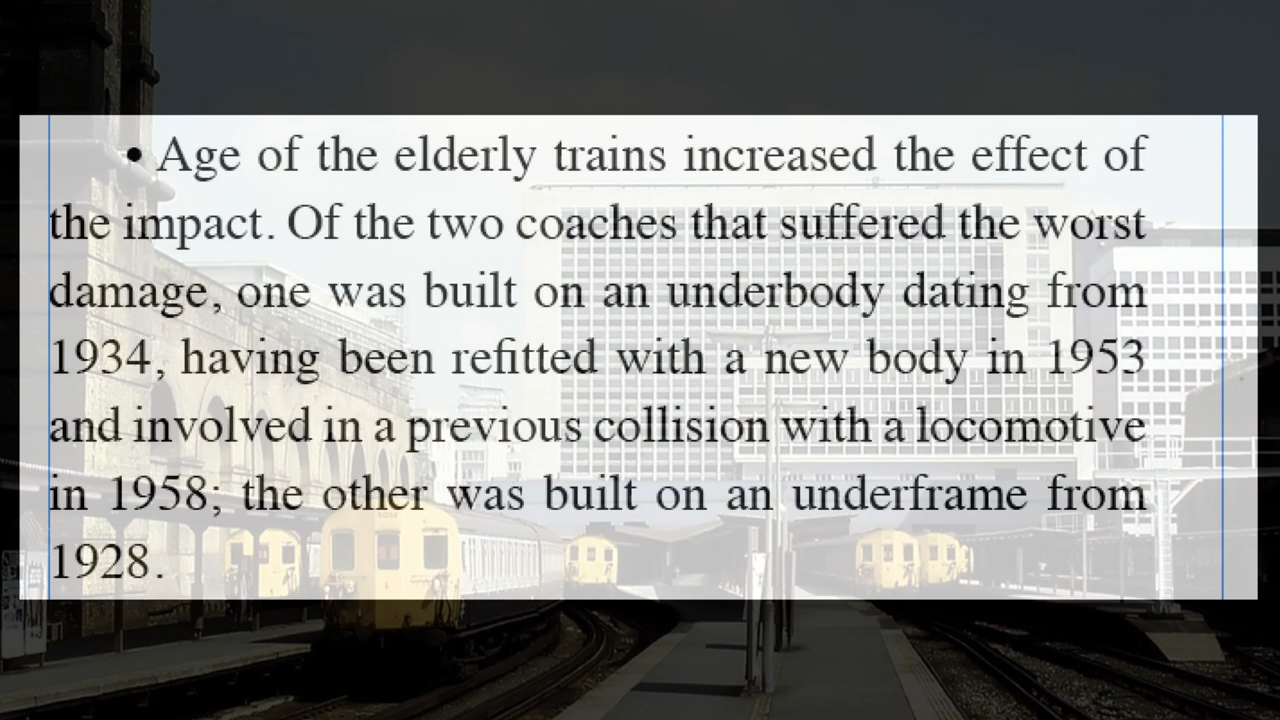 • Age of the elderly trains increased the effect of
the impact. Of the two coaches that suffered the worst
damage, one was built on an underbody dating from
1934, having been refitted with a new body in 1953
and involved in a previous collision with a locomotive
in 1958; the other was built on an underframe from
1928.